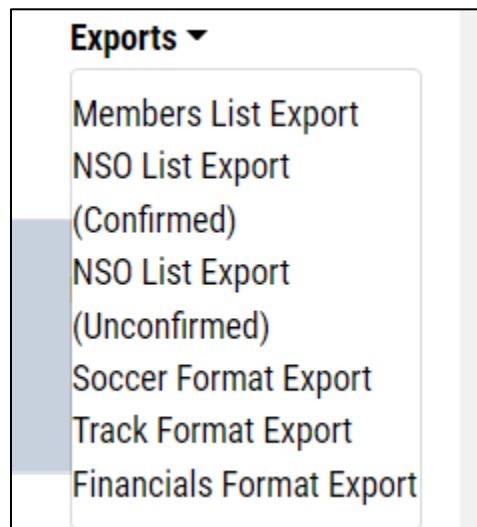 Exports
Members List Export
NSO List Export
(Confirmed)
NSO List Export
(Unconfirmed)
Soccer Format Export
Track Format Export
Financials Format Export